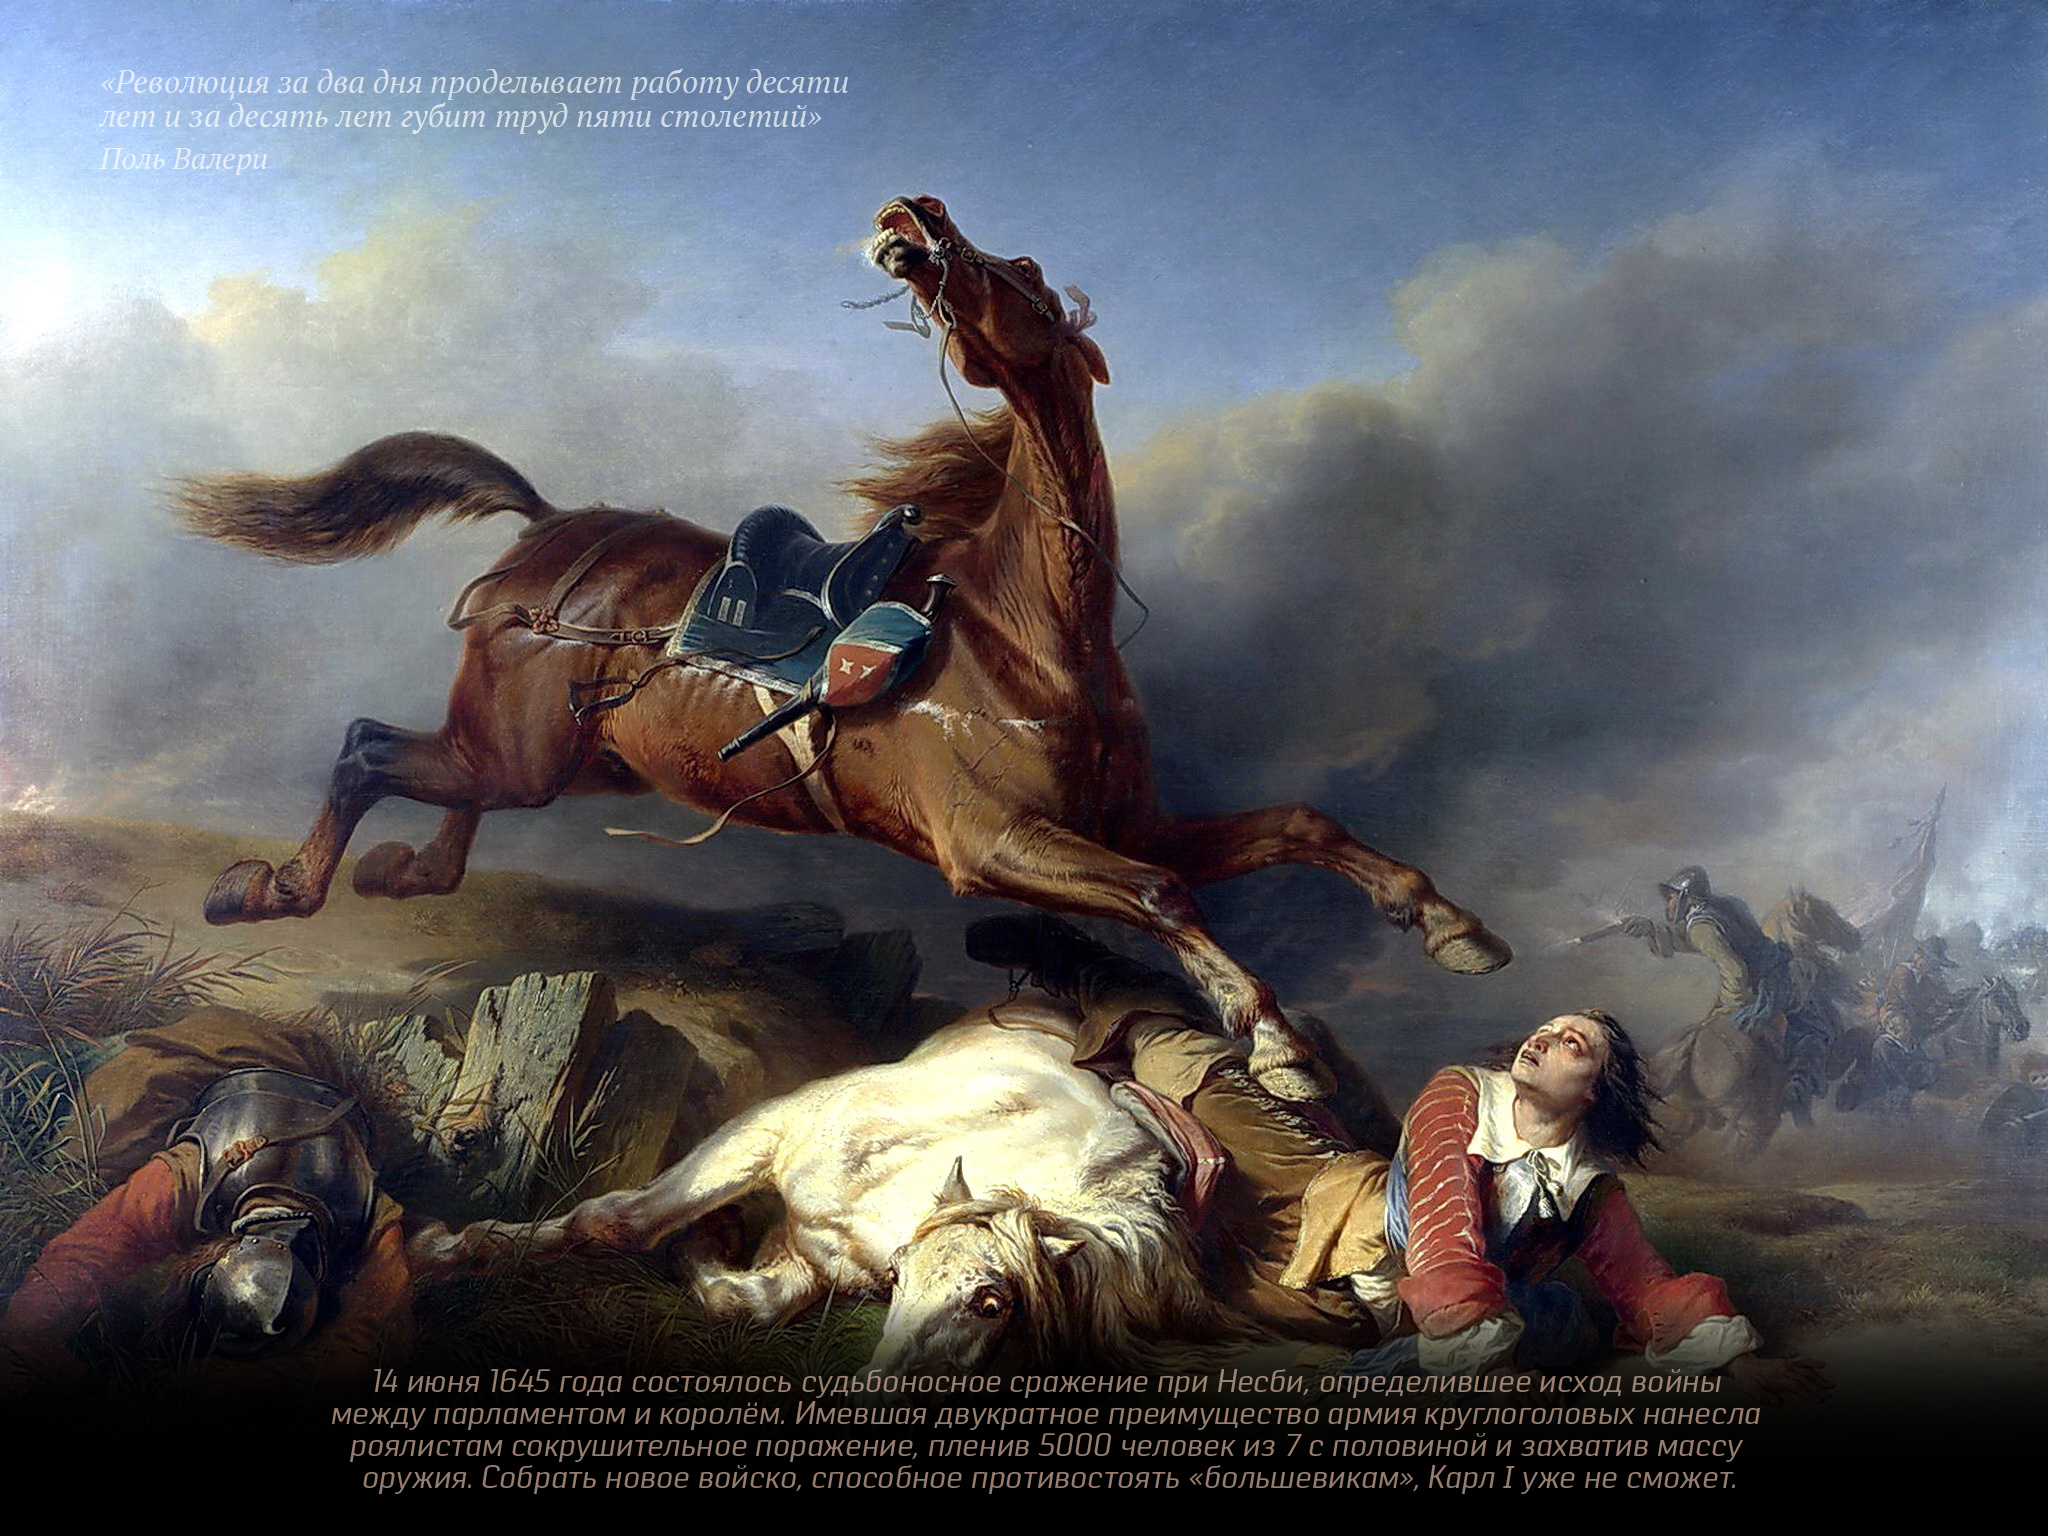 «Революция за два дня проделывает работу десяти
лет и за десять лет губит труд пяти столетий»
Поль Валери
14 июня 1645 года состоялось судьбоносное сражение при Несби, определившее исход войны
между парламентом и королём. Имевшая двукратное преимущество армия круглоголовых нанесла
роялистам сокрушительное поражение, пленив 5000 человек из 7 с половиной и захватив массу
оружия. Собрать новое войско, способное противостоять «большевикам», Карл I уже не сможет.